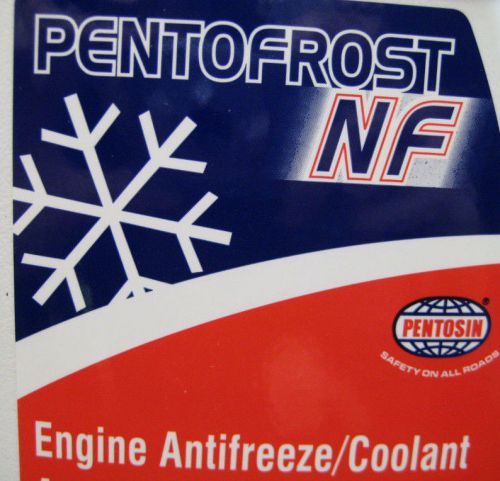 PENTOFROST
NF
PENTOSIN®
SAFETY ON ALL ROADS
Engine Antifreeze/Coolant